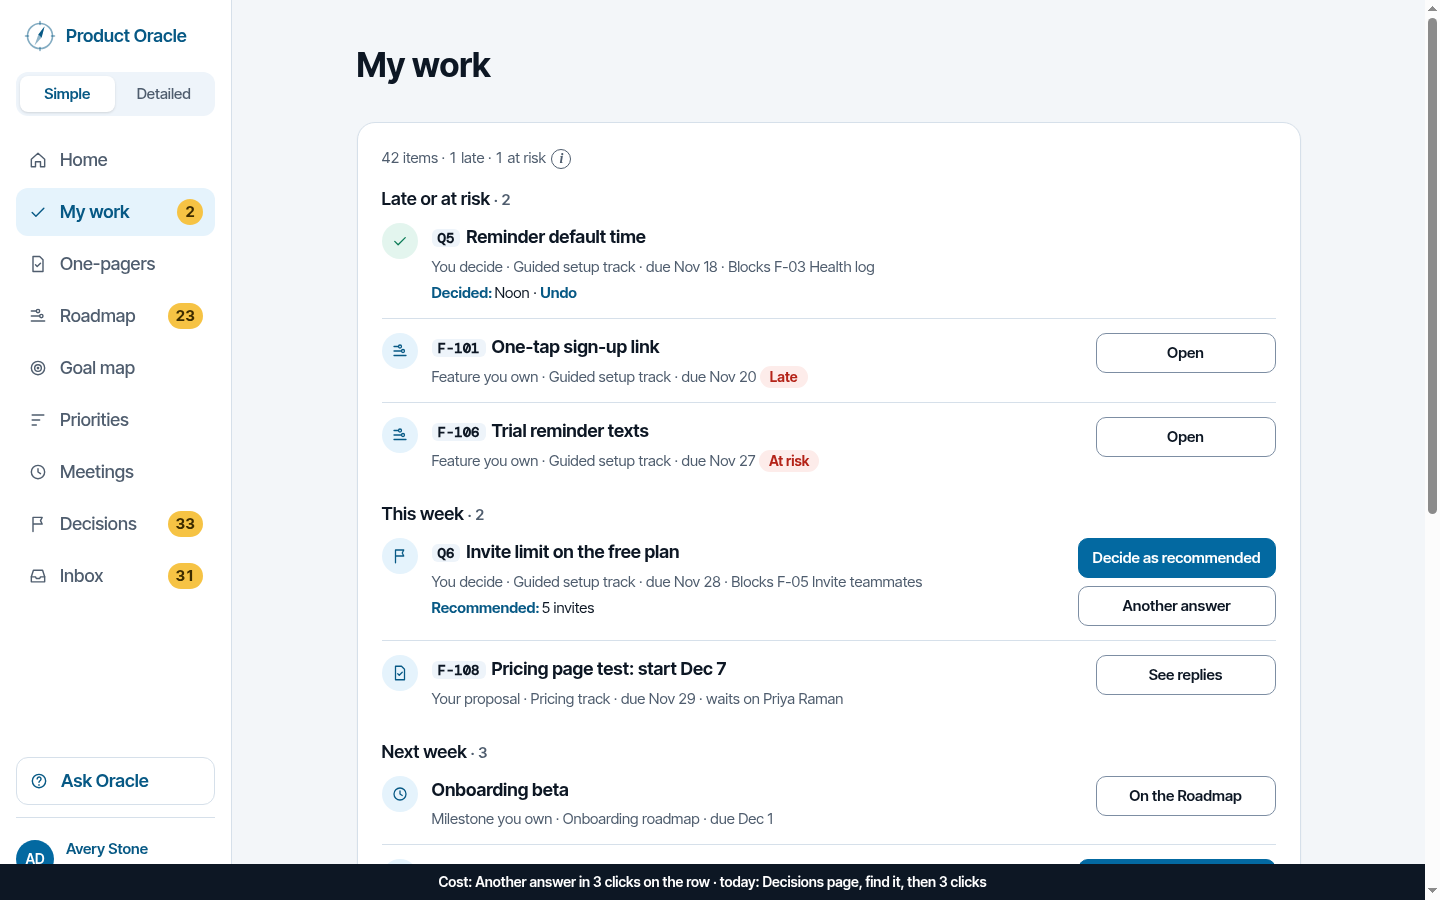 Product Oracle
Simple
Detailed
Home
My work 2
One-pagers
Roadmap 23
Goal map
Priorities
Meetings
Decisions 33
Inbox 31
Ask Oracle
AD
Avery Stone
My work
42 items · 1 late · 1 at risk i
Late or at risk · 2
Q5 Reminder default time
You decide · Guided setup track · due Nov 18 · Blocks F-03 Health log
Decided: Noon · Undo
F-101 One-tap sign-up link
Open
Feature you own · Guided setup track · due Nov 20 Late
F-106 Trial reminder texts
Open
Feature you own · Guided setup track · due Nov 27 At risk
This week · 2
Q6 Invite limit on the free plan
Decide as recommended
You decide · Guided setup track · due Nov 28 · Blocks F-05 Invite teammates
Recommended: 5 invites
Another answer
F-108 Pricing page test: start Dec 7
See replies
Your proposal · Pricing track · due Nov 29 · waits on Priya Raman
Next week · 3
Onboarding beta
On the Roadmap
Milestone you own · Onboarding roadmap · due Dec 1
Cost: Another answer in 3 clicks on the row · today: Decisions page, find it, then 3 clicks